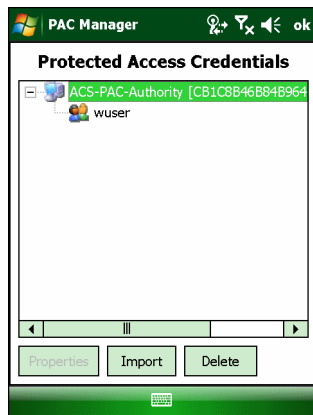 PAC Manager ok
Protected Access Credentials
ACS-PAC-Authority [CB1C8B46B84B964
wuser
Properties Import Delete